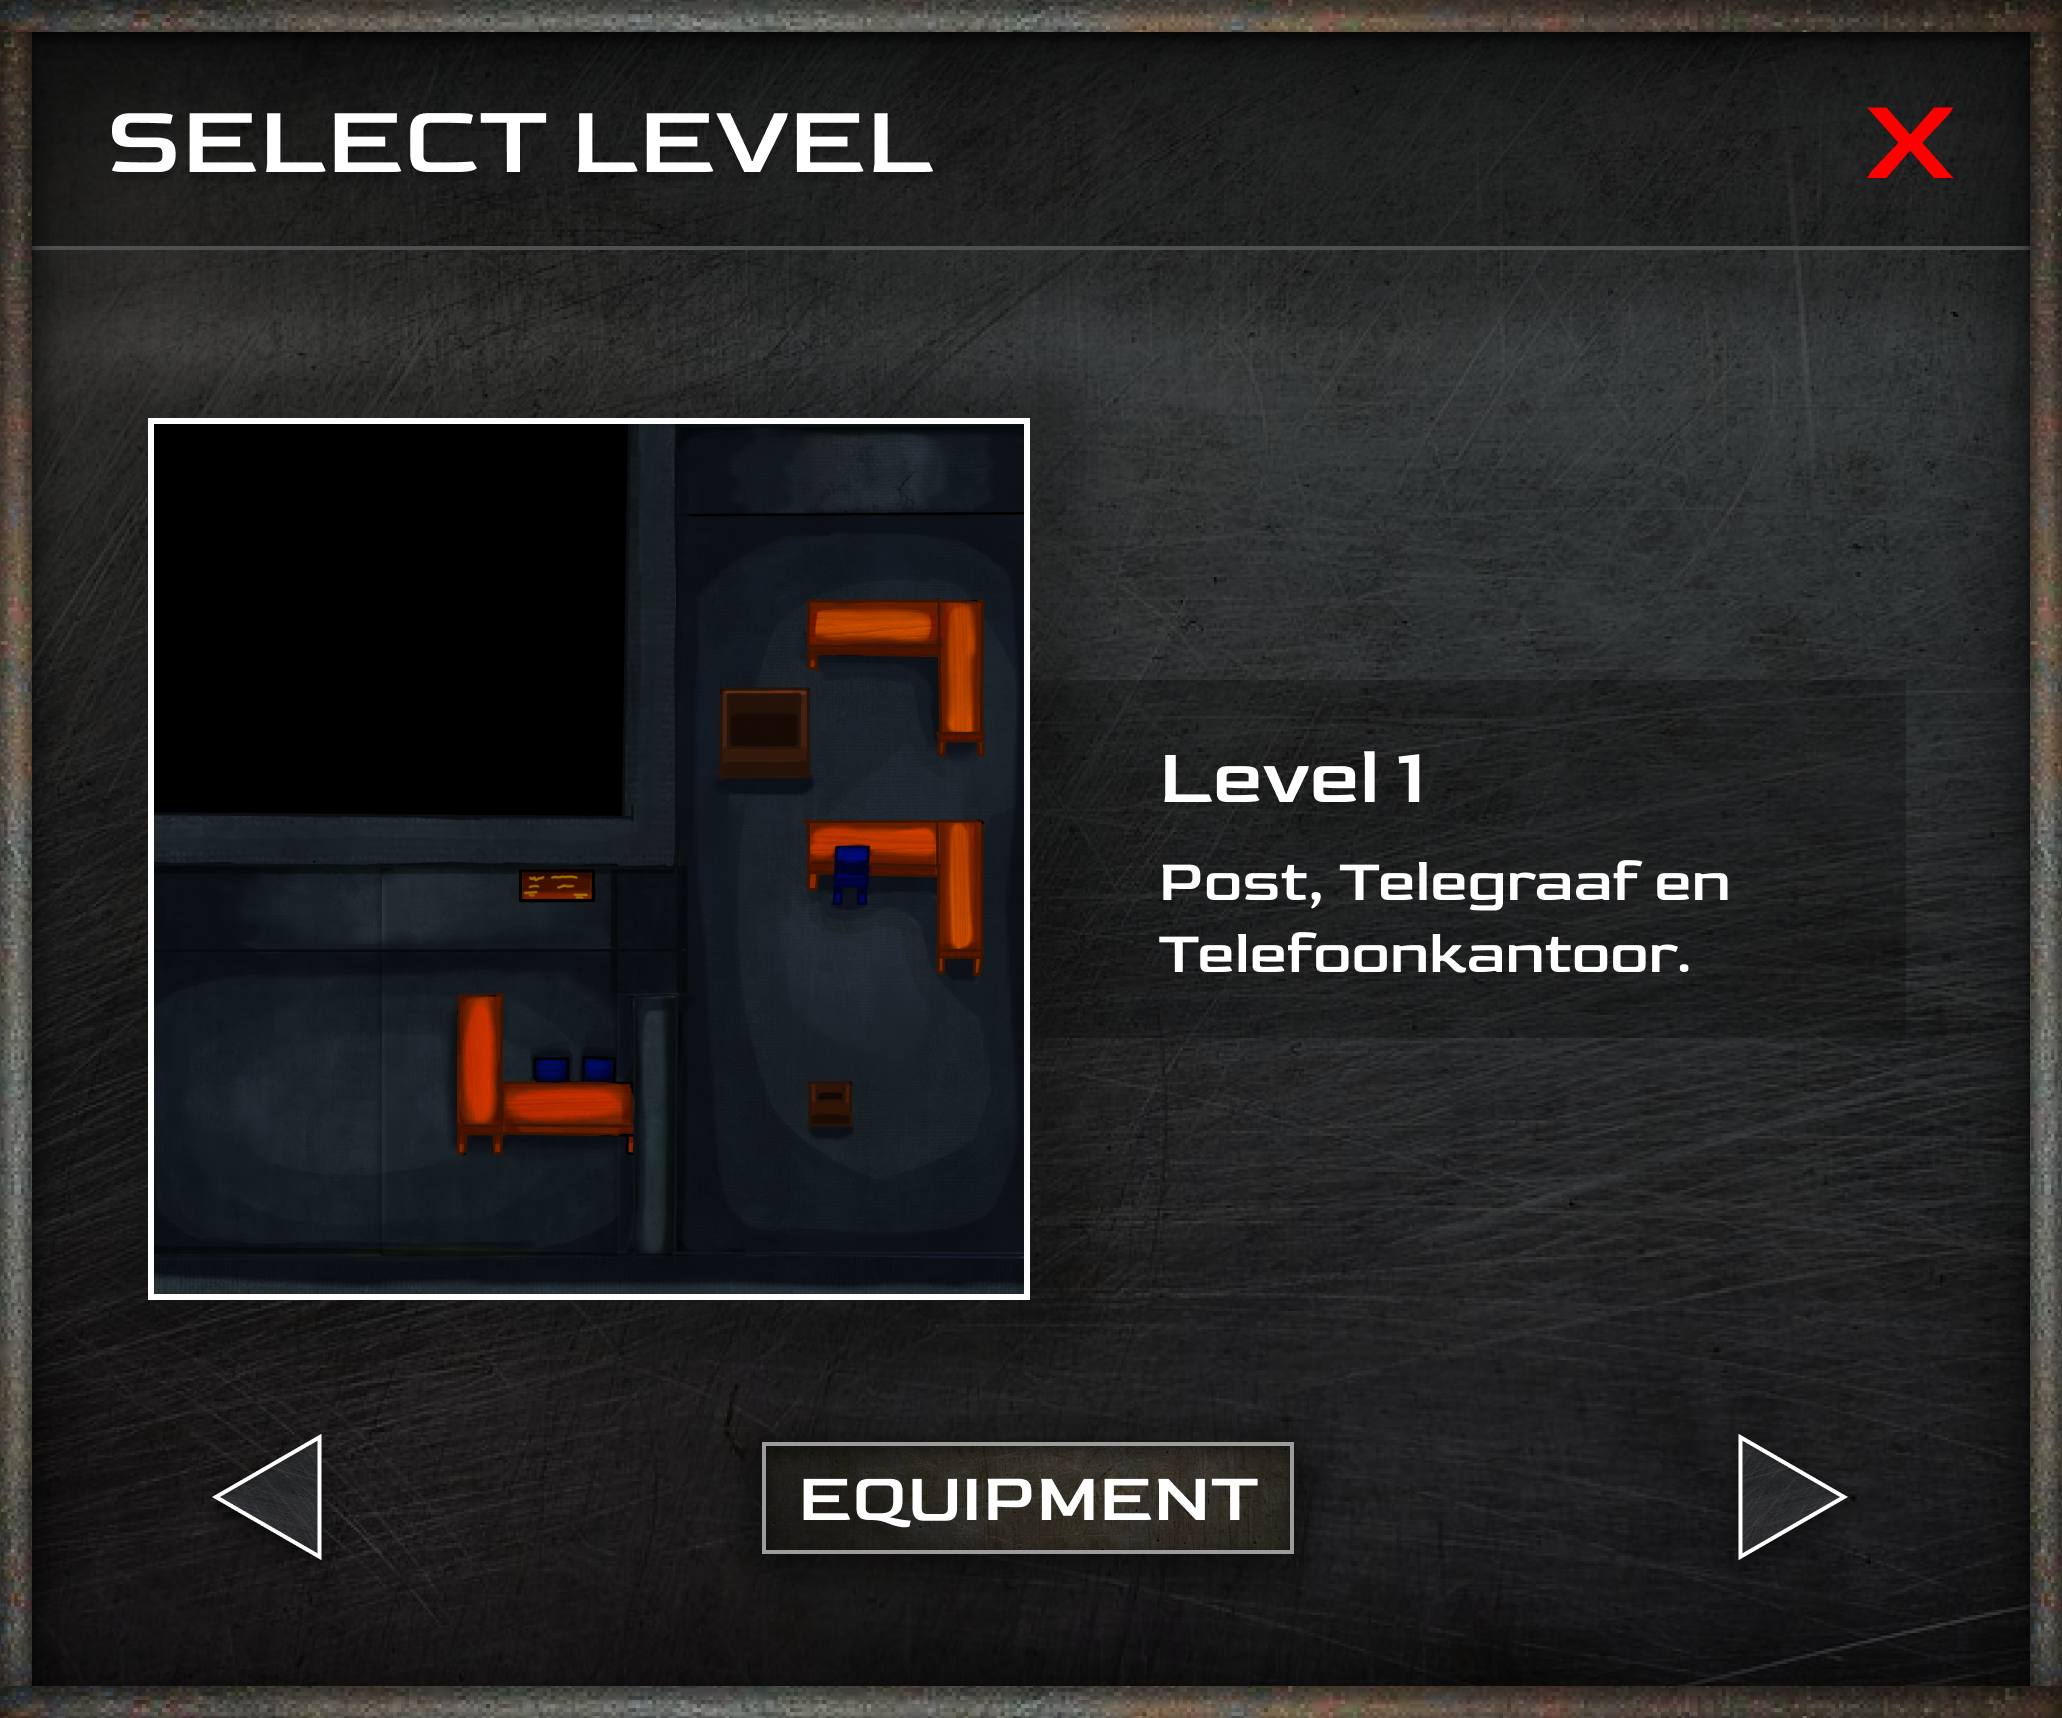 SELECT LEVEL
X
Level 1
Post, Telegraaf en
Telefoonkantoor.
EQUIPMENT